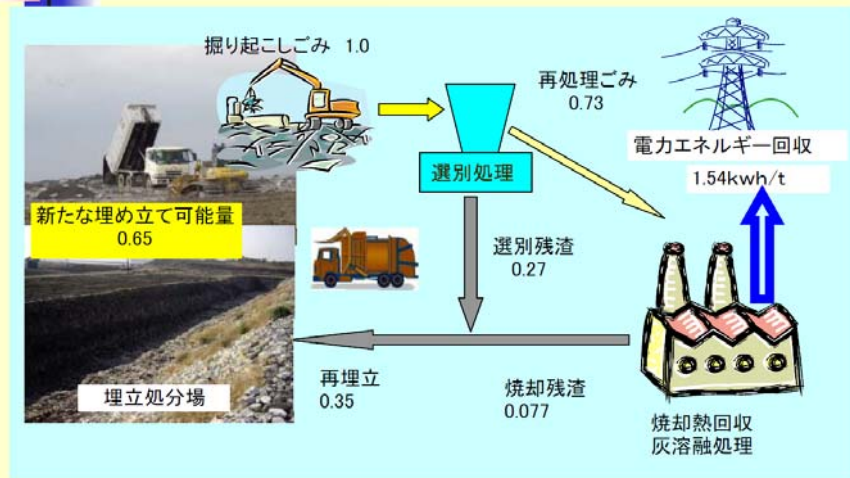 掘り起こしごみ 1.0
再処理ごみ
0.73
電力エネルギー回収
1.54kwh/t
選別処理
新たな埋め立て可能量
0.65
選別残渣
0.27
埋立処分場
再埋立
0.35
焼却残渣
0.077
焼却熱回収
灰溶融処理